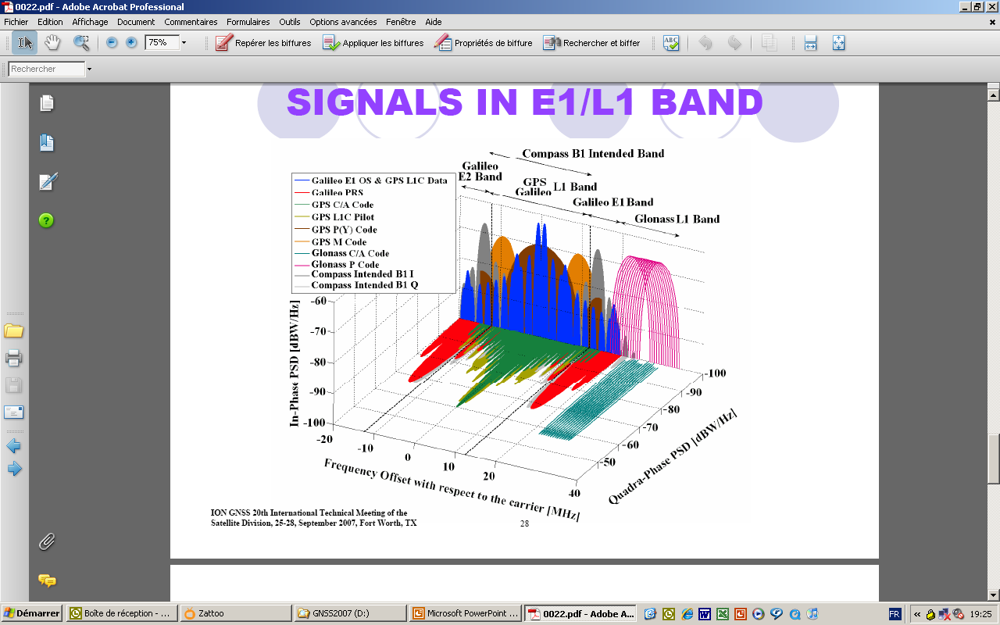 0022.pdf - Adobe Acrobat Professional
Fichier Edition Affichage Document Commentaires Formulaires Outils Options avancées Fenêtre Aide
75% Repérer les biffures Appliquer les biffures Propriétés de biffure Rechercher et biffer ABC
Rechercher
SIGNALS IN E1/L1 BAND
Compass B1 Intended Band
Galileo
E2 Band
GPS
Galileo
L1 Band
Galileo E1 Band
Glonass L1 Band
Galileo E1 OS & GPS L1C Data
Galileo PRS
GPS C/A Code
GPS L1C Pilot
GPS P(Y) Code
GPS M Code
Glonass C/A Code
Glonass P Code
Compass Intended B1 I
Compass Intended B1 Q
In-Phase PSD [dBW/Hz]
-60
-70
-80
-90
-100
-20
-10
0
10
20
40
Frequency Offset with respect to the carrier [MHz]
-100
-90
-80
-70
-60
-50
Quadra-Phase PSD [dBW/Hz]
ION GNSS 20th International Technical Meeting of the
Satellite Division, 25-28, September 2007, Fort Worth, TX
28
Démarrer Boîte de réception - ... Zattoo GNSS2007 (D:) Microsoft PowerPoint ... 0022.pdf - Adobe A... FR « 19:25